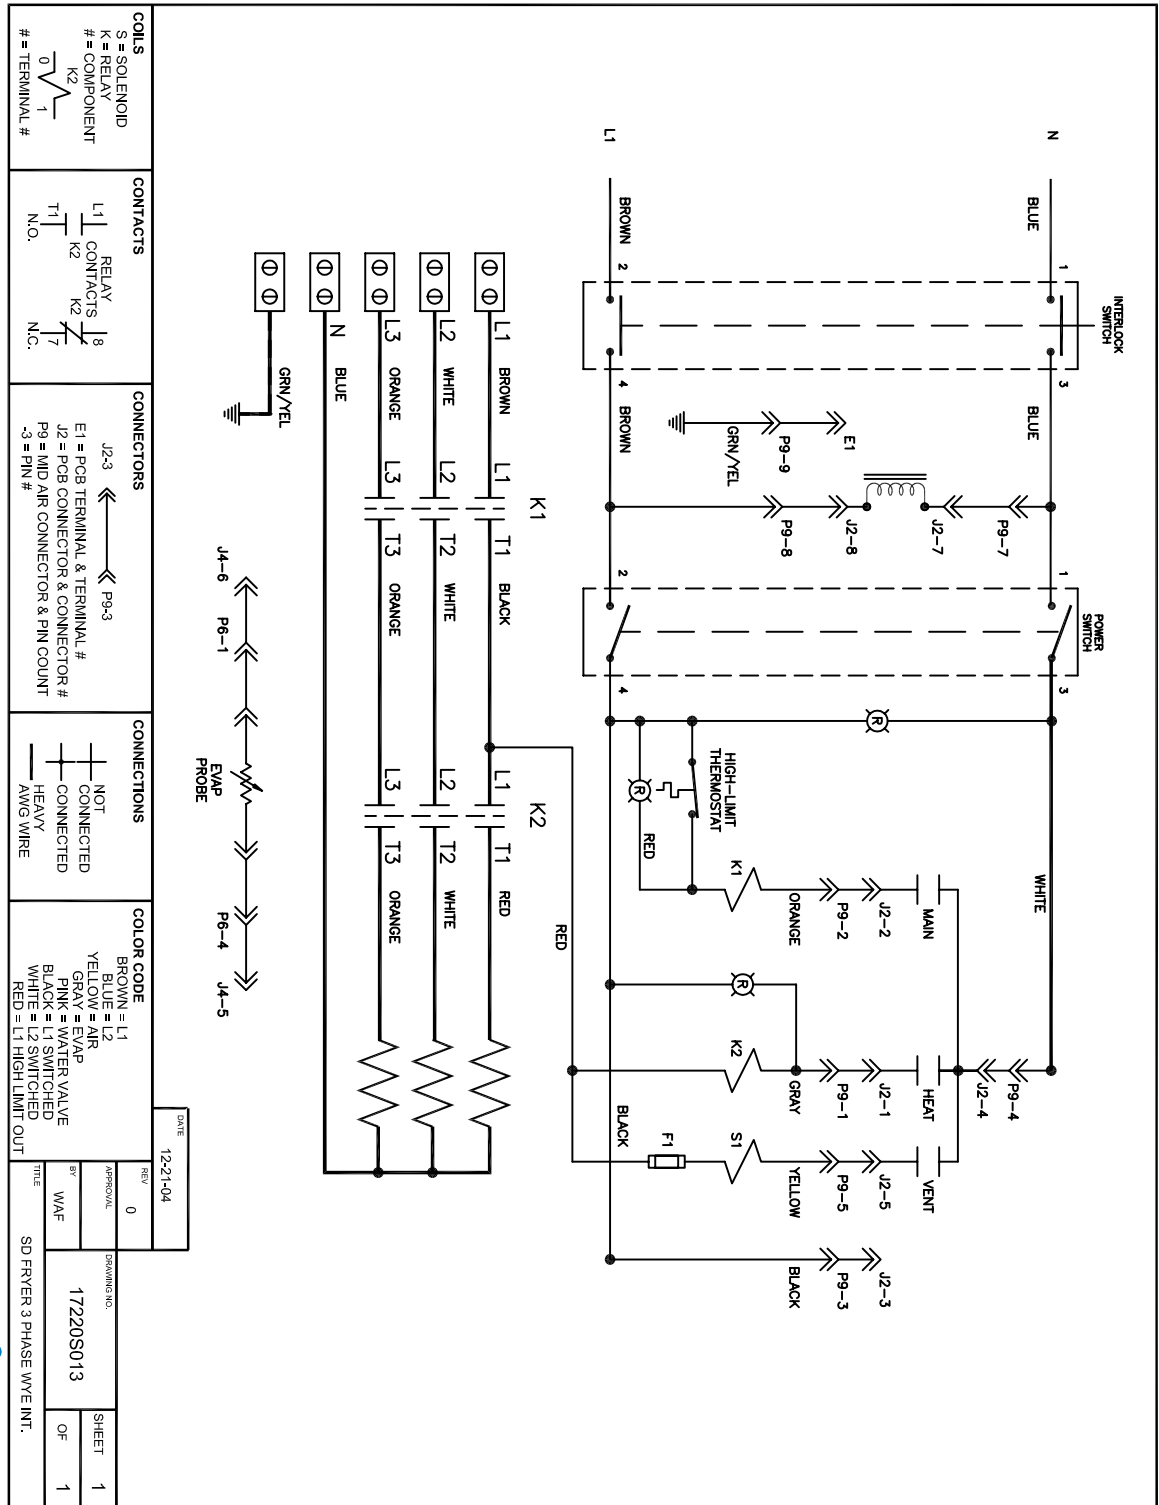 N
L1
BLUE
BROWN
1
2
INTERLOCK
SWITCH
3
4
BLUE
BROWN
E1
P9-9
GRN/YEL
P9-7
J2-7
J2-8
P9-8
1
2
POWER
SWITCH
3
4
R
HIGH-LIMIT
THERMOSTAT
R
RED
WHITE
K1
ORANGE
P9-2
J2-2
MAIN
R
K2
GRAY
P9-1
J2-1
HEAT
J2-4
P9-4
BLACK
F1
S1
YELLOW
P9-5
J2-5
VENT
BLACK
P9-3
J2-3
RED
L1
BROWN
L1
K1
T1
BLACK
L1
K2
T1
RED
L2
WHITE
L2
T2
WHITE
L2
T2
WHITE
L3
ORANGE
L3
T3
ORANGE
L3
T3
ORANGE
N
BLUE
GRN/YEL
J4-6
P6-1
EVAP
PROBE
P6-4
J4-5
COILS
S = SOLENOID
K = RELAY
# = COMPONENT
K2
0
1
# = TERMINAL #
CONTACTS
L1
T1
K2
RELAY
CONTACTS
K2
8
7
N.O.
N.C.
CONNECTORS
J2-3
P9-3
E1 = PCB TERMINAL & TERMINAL #
J2 = PCB CONNECTOR & CONNECTOR #
P9 = MID AIR CONNECTOR & PIN COUNT
-3 = PIN #
CONNECTIONS
NOT
CONNECTED
CONNECTED
HEAVY
AWG WIRE
COLOR CODE
BROWN = L1
BLUE = L2
YELLOW = AIR
GRAY = EVAP
PINK = WATER VALVE
BLACK = L1 SWITCHED
WHITE = L2 SWITCHED
RED = L1 HIGH LIMIT OUT
DATE
12-21-04
REV
0
APPROVAL
BY
WAF
DRAWING NO.
17220S013
SHEET 1
OF 1
TITLE
SD FRYER 3 PHASE WYE INT.